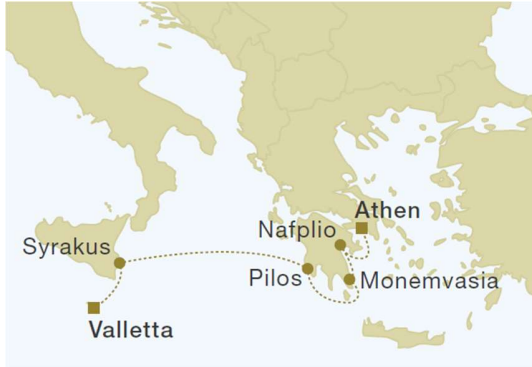 Athen
Nafplio
Syrakus
Pilos
Monemvasia
Valletta